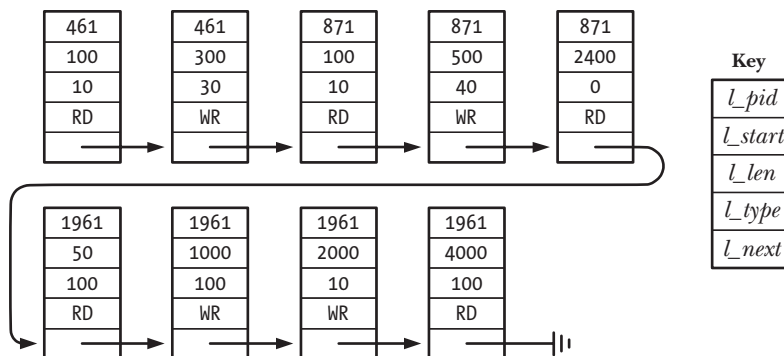 461 461 871 871 871
100 300 100 500 2400
10 30 10 40 0
RD WR RD WR RD
Key
l_pid
l_start
l_len
l_type
l_next
1961 1961 1961 1961
50 1000 2000 4000
100 100 10 100
RD WR WR RD